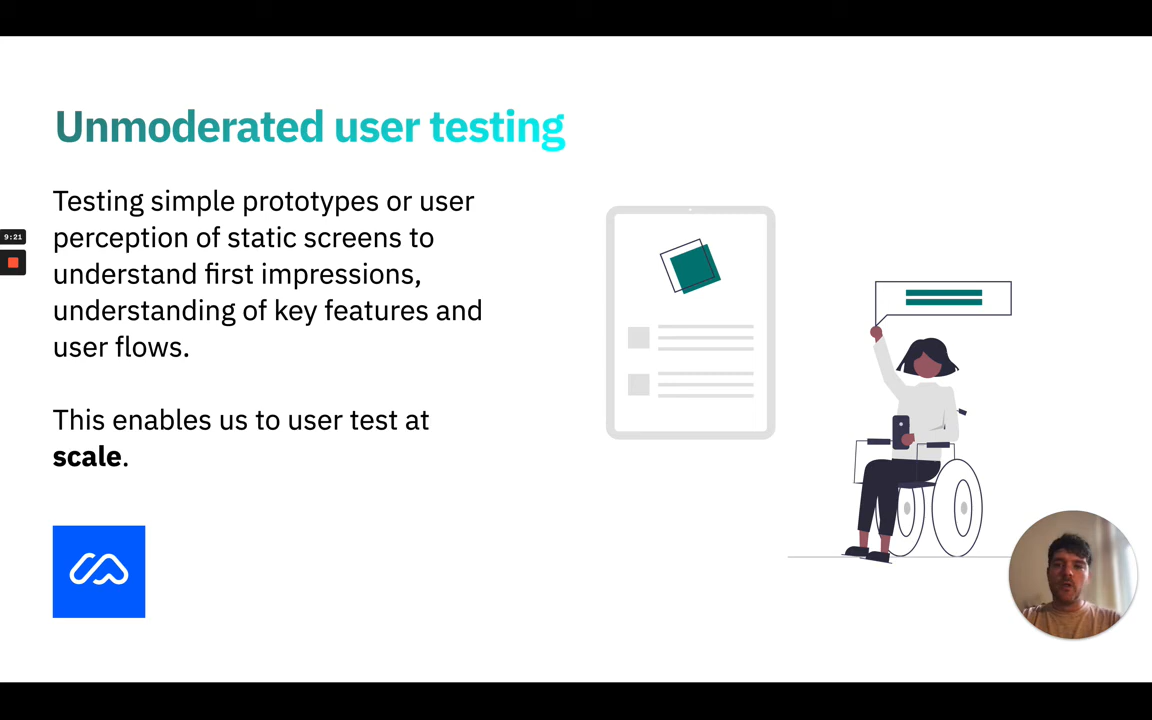 Unmoderated user testing
Testing simple prototypes or user
perception of static screens to
understand first impressions,
understanding of key features and
user flows.
This enables us to user test at
scale.
9:21